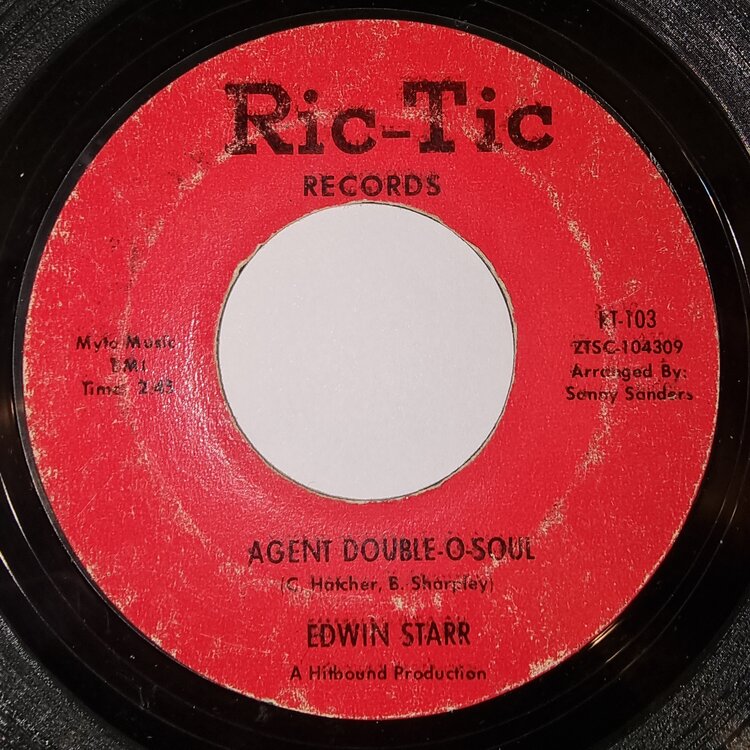 Ric-Tic
RECORDS
Myto Music
BMI
Time: 2:45
RT-103
ZTSC-104309
Arranged By:
Sonny Sanders
AGENT DOUBLE-O-SOUL
(C. Hatcher, B. Sharpley)
EDWIN STARR
A Hitbound Production